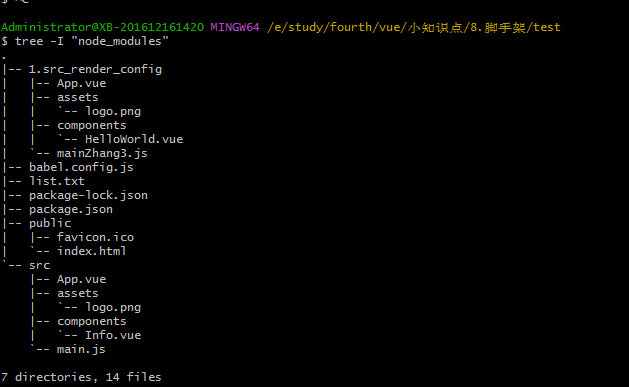 Administrator@XB-201612161420 MINGW64 /e/study/fourth/vue/小知识点/8.脚手架/test
$ tree -I "node_modules"
.
|-- 1.src_render_config
|   |-- App.vue
|   |-- assets
|   |   `-- logo.png
|   |-- components
|   |   `-- HelloWorld.vue
|   `-- mainZhang3.js
|-- babel.config.js
|-- list.txt
|-- package-lock.json
|-- package.json
|-- public
|   |-- favicon.ico
|   `-- index.html
`-- src
    |-- App.vue
    |-- assets
    |   `-- logo.png
    |-- components
    |   `-- Info.vue
    `-- main.js

7 directories, 14 files